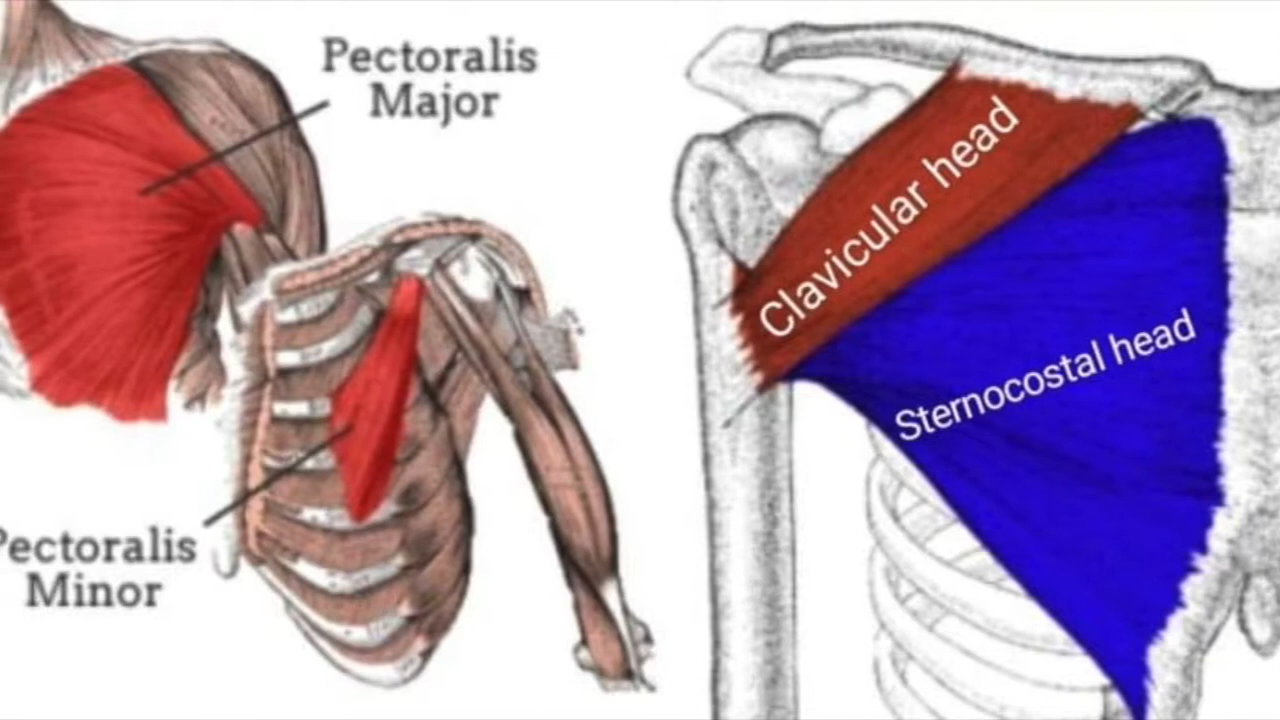 Pectoralis
Major
Pectoralis
Minor
Clavicular head
Sternocostal head